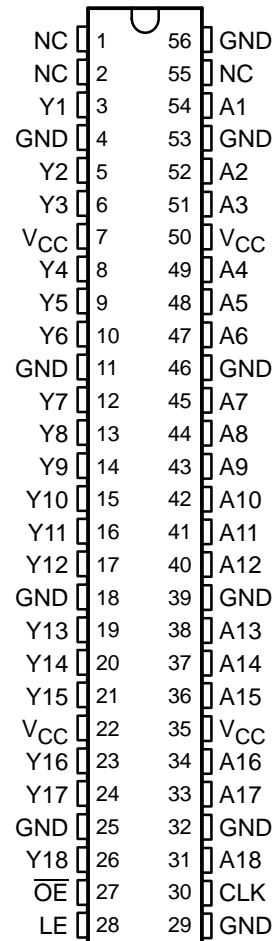 NC 1 56 GND
NC 2 55 NC
Y1 3 54 A1
GND 4 53 GND
Y2 5 52 A2
Y3 6 51 A3
VCC 7 50 VCC
Y4 8 49 A4
Y5 9 48 A5
Y6 10 47 A6
GND 11 46 GND
Y7 12 45 A7
Y8 13 44 A8
Y9 14 43 A9
Y10 15 42 A10
Y11 16 41 A11
Y12 17 40 A12
GND 18 39 GND
Y13 19 38 A13
Y14 20 37 A14
Y15 21 36 A15
VCC 22 35 VCC
Y16 23 34 A16
Y17 24 33 A17
GND 25 32 GND
Y18 26 31 A18
O̅E̅ 27 30 CLK
LE 28 29 GND